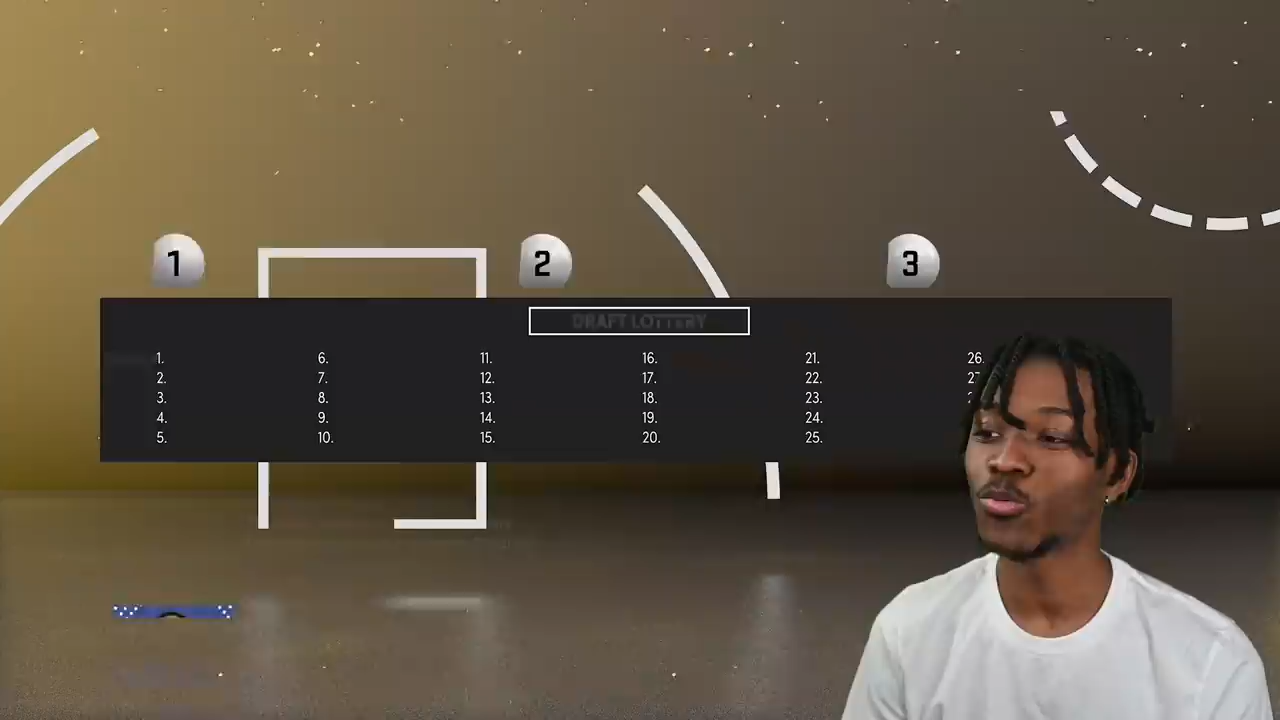 1 2 3
DRAFT LOTTERY
1. 6. 11. 16. 21. 26.
2. 7. 12. 17. 22.
3. 8. 13. 18. 23.
4. 9. 14. 19. 24.
5. 10. 15. 20. 25.